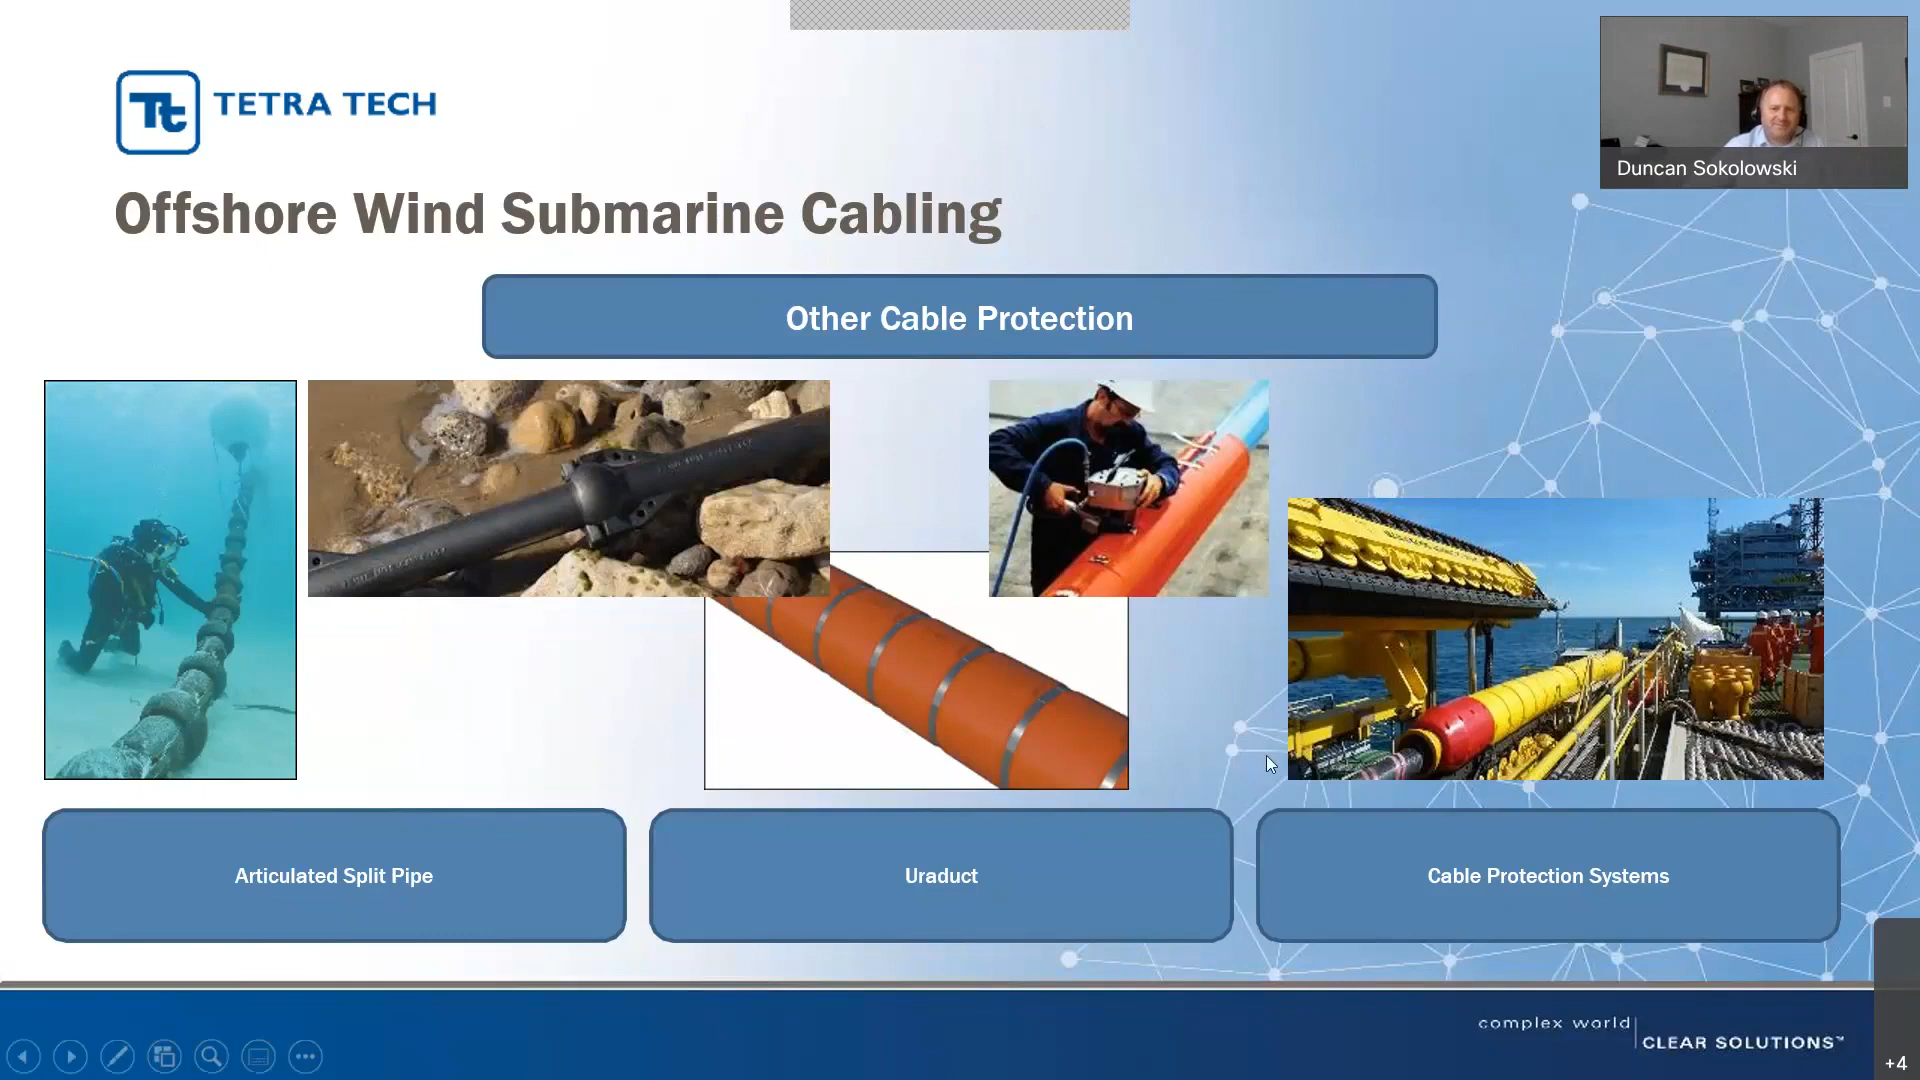 Tt TETRA TECH
Duncan Sokolowski
Offshore Wind Submarine Cabling
Other Cable Protection
Articulated Split Pipe
Uraduct
Cable Protection Systems
complex world
CLEAR SOLUTIONS™
+4